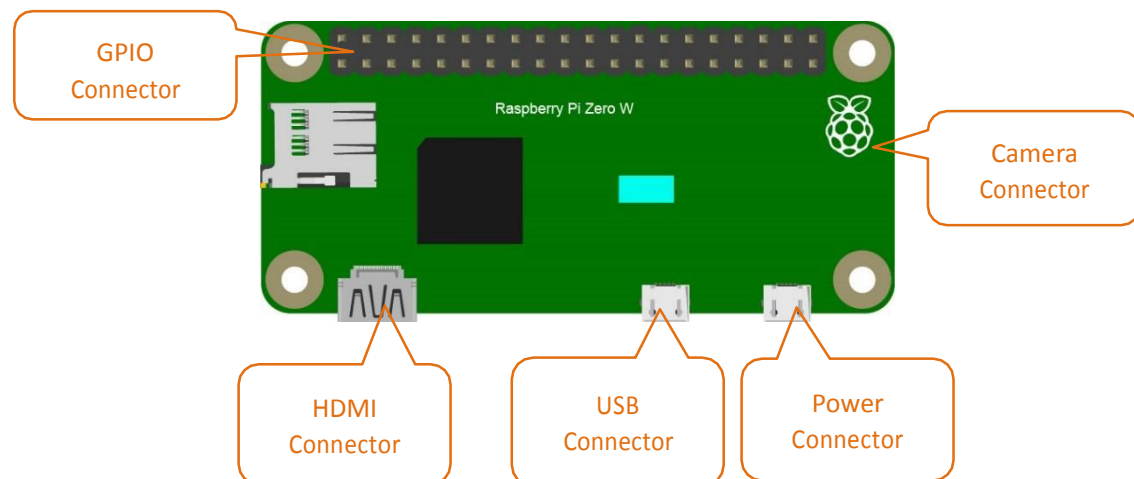 GPIO
Connector
Raspberry Pi Zero W
Camera
Connector
HDMI
Connector
USB
Connector
Power
Connector